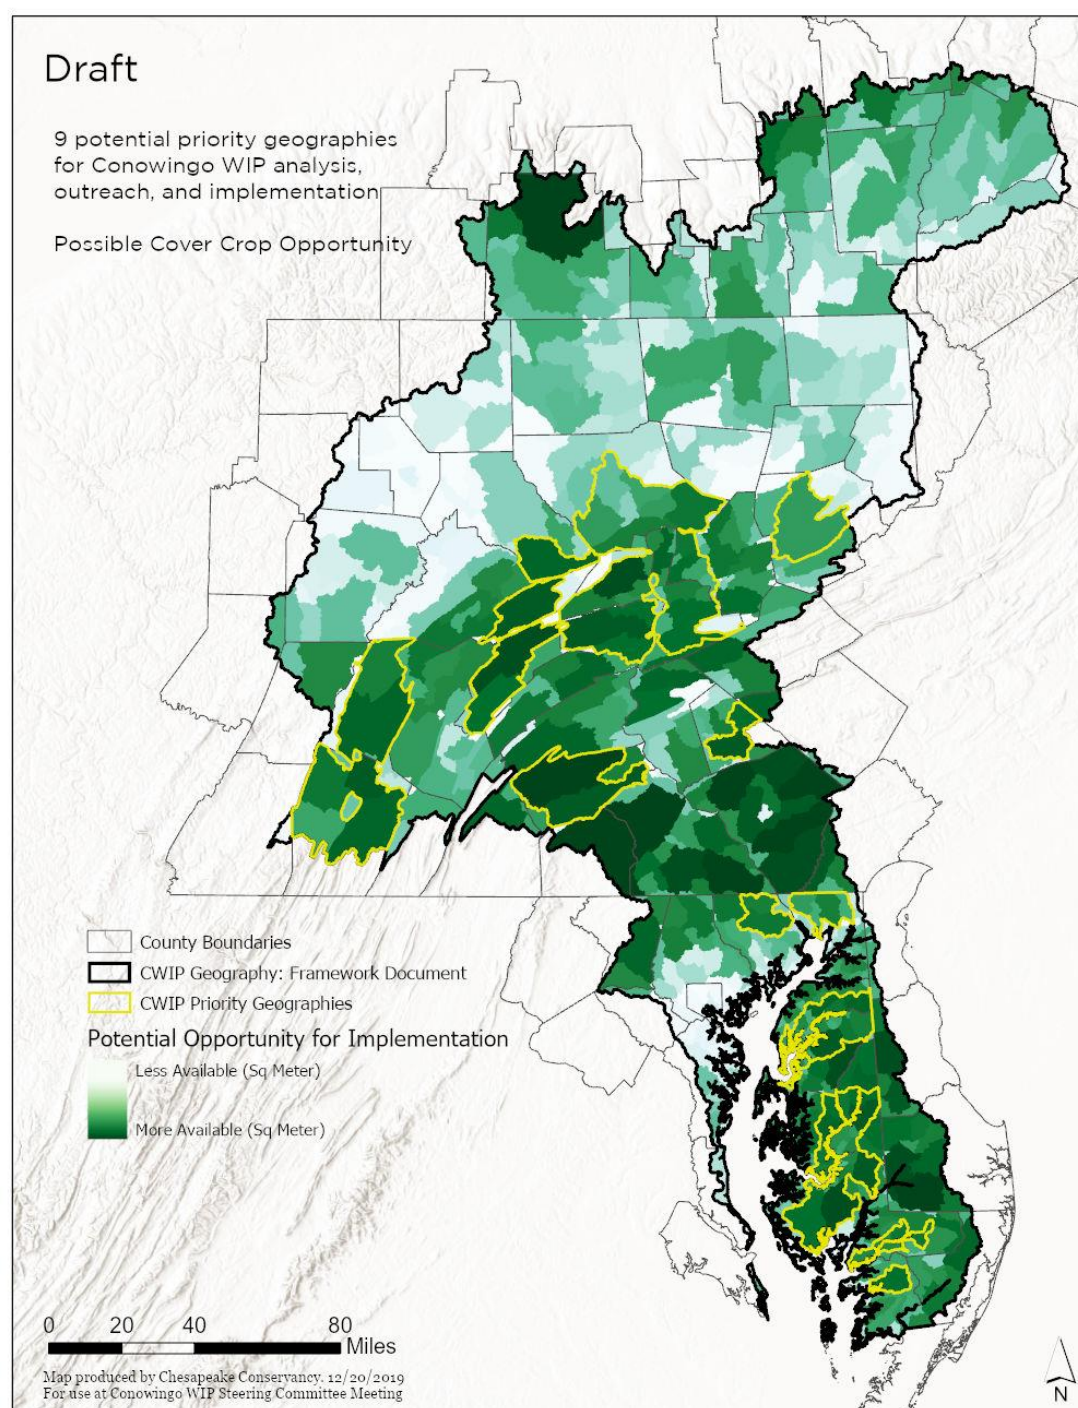 Draft
9 potential priority geographies
for Conowingo WIP analysis,
outreach, and implementation
Possible Cover Crop Opportunity
County Boundaries
CWIP Geography: Framework Document
CWIP Priority Geographies
Potential Opportunity for Implementation
Less Available (Sq Meter)
More Available (Sq Meter)
0 20 40 80
Miles
Map produced by Chesapeake Conservancy. 12/20/2019
For use at Conowingo WIP Steering Committee Meeting
N